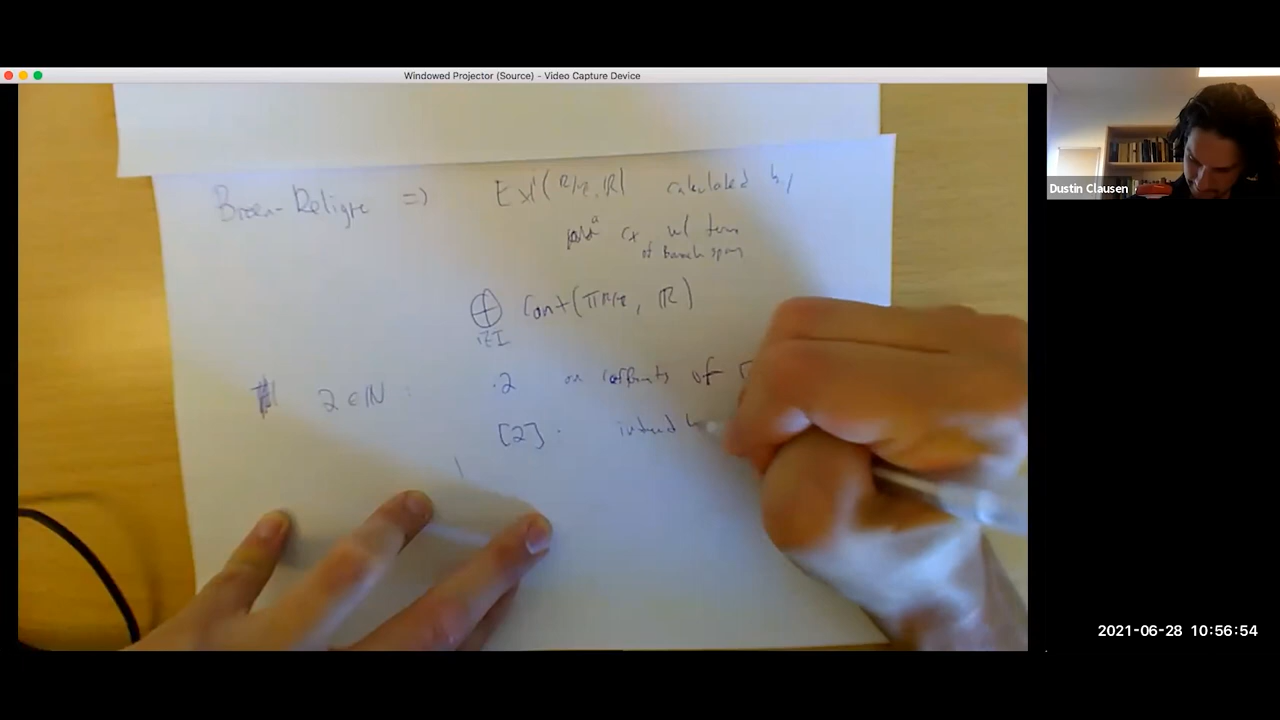 Windowed Projector (Source) - Video Capture Device
Dustin Clausen
Breen-Deligne => Ext^i(R/Z, R) calculated by
a cx w/ terms
of Banach spaces
⊕ Cont(πR/Z, R)
i∈I
2 ∈ N : ·2 on coefficients of
[2] ·
2021-06-28 10:56:54